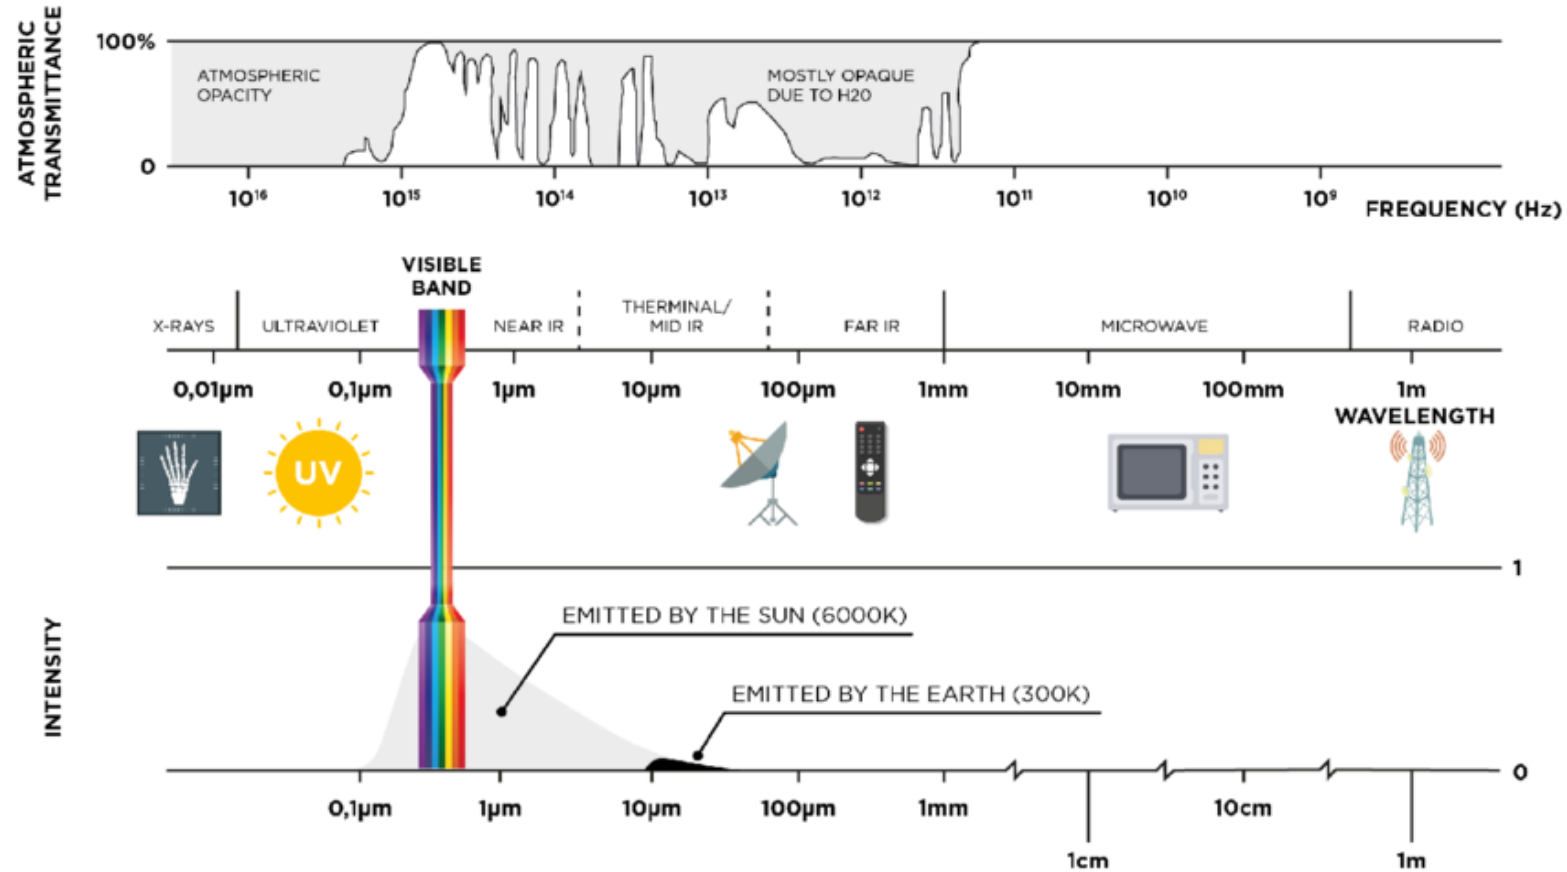 ATMOSPHERIC
TRANSMITTANCE
100%
ATMOSPHERIC
OPACITY
MOSTLY OPAQUE
DUE TO H20
0
10¹⁶ 10¹⁵ 10¹⁴ 10¹³ 10¹² 10¹¹ 10¹⁰ 10⁹
FREQUENCY (Hz)
VISIBLE
BAND
X-RAYS
ULTRAVIOLET
NEAR IR
THERMINAL/
MID IR
FAR IR
MICROWAVE
RADIO
0,01µm 0,1µm 1µm 10µm 100µm 1mm 10mm 100mm 1m
WAVELENGTH
UV
1
INTENSITY
EMITTED BY THE SUN (6000K)
EMITTED BY THE EARTH (300K)
0
0,1µm 1µm 10µm 100µm 1mm 10cm
1cm 1m